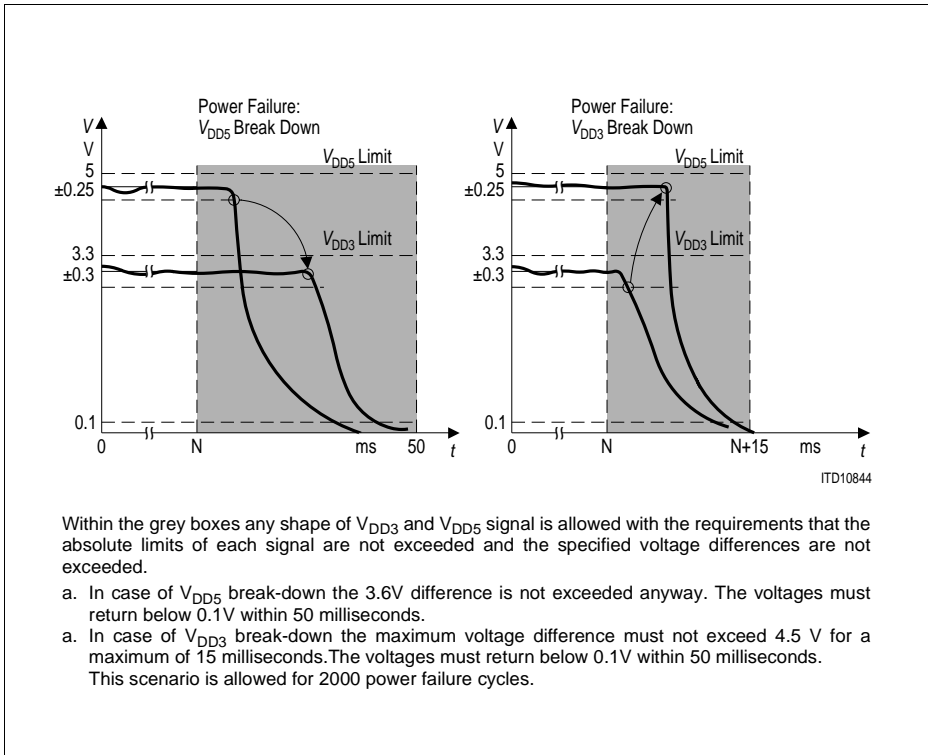 Power Failure:
VDD5 Break Down
V
V
5
±0.25
3.3
±0.3
0.1
0
N
ms
50
t
VDD5 Limit
VDD3 Limit
Power Failure:
VDD3 Break Down
V
V
5
±0.25
3.3
±0.3
0.1
0
N
N+15
ms
t
VDD5 Limit
VDD3 Limit
ITD10844
Within the grey boxes any shape of VDD3 and VDD5 signal is allowed with the requirements that the
absolute limits of each signal are not exceeded and the specified voltage differences are not
exceeded.
a. In case of VDD5 break-down the 3.6V difference is not exceeded anyway. The voltages must
return below 0.1V within 50 milliseconds.
a. In case of VDD3 break-down the maximum voltage difference must not exceed 4.5 V for a
maximum of 15 milliseconds.The voltages must return below 0.1V within 50 milliseconds.
This scenario is allowed for 2000 power failure cycles.